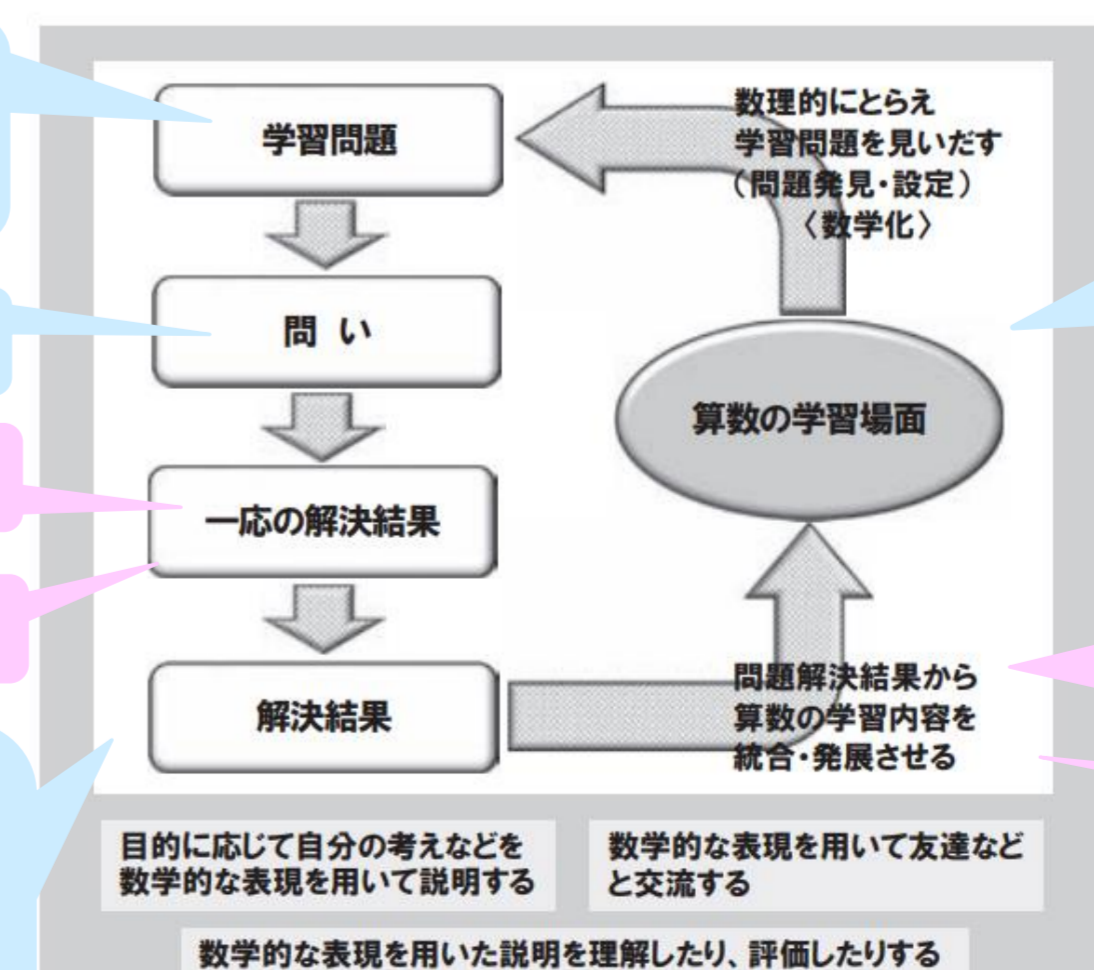 学習問題
問い
一応の解決結果
解決結果
数理的にとらえ
学習問題を見いだす
(問題発見・設定)
〈数学化〉
算数の学習場面
問題解決結果から
算数の学習内容を
統合・発展させる
目的に応じて自分の考えなどを
数学的な表現を用いて説明する
数学的な表現を用いて友達など
と交流する
数学的な表現を用いた説明を理解したり、評価したりする